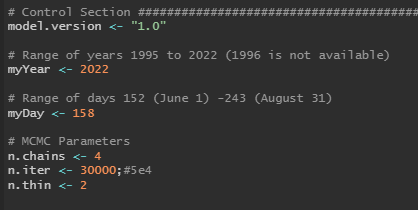 # Control Section #######################################
model.version <- "1.0"
# Range of years 1995 to 2022 (1996 is not available)
myYear <- 2022
# Range of days 152 (June 1) -243 (August 31)
myDay <- 158
# MCMC Parameters
n.chains <- 4
n.iter <- 30000;#5e4
n.thin <- 2